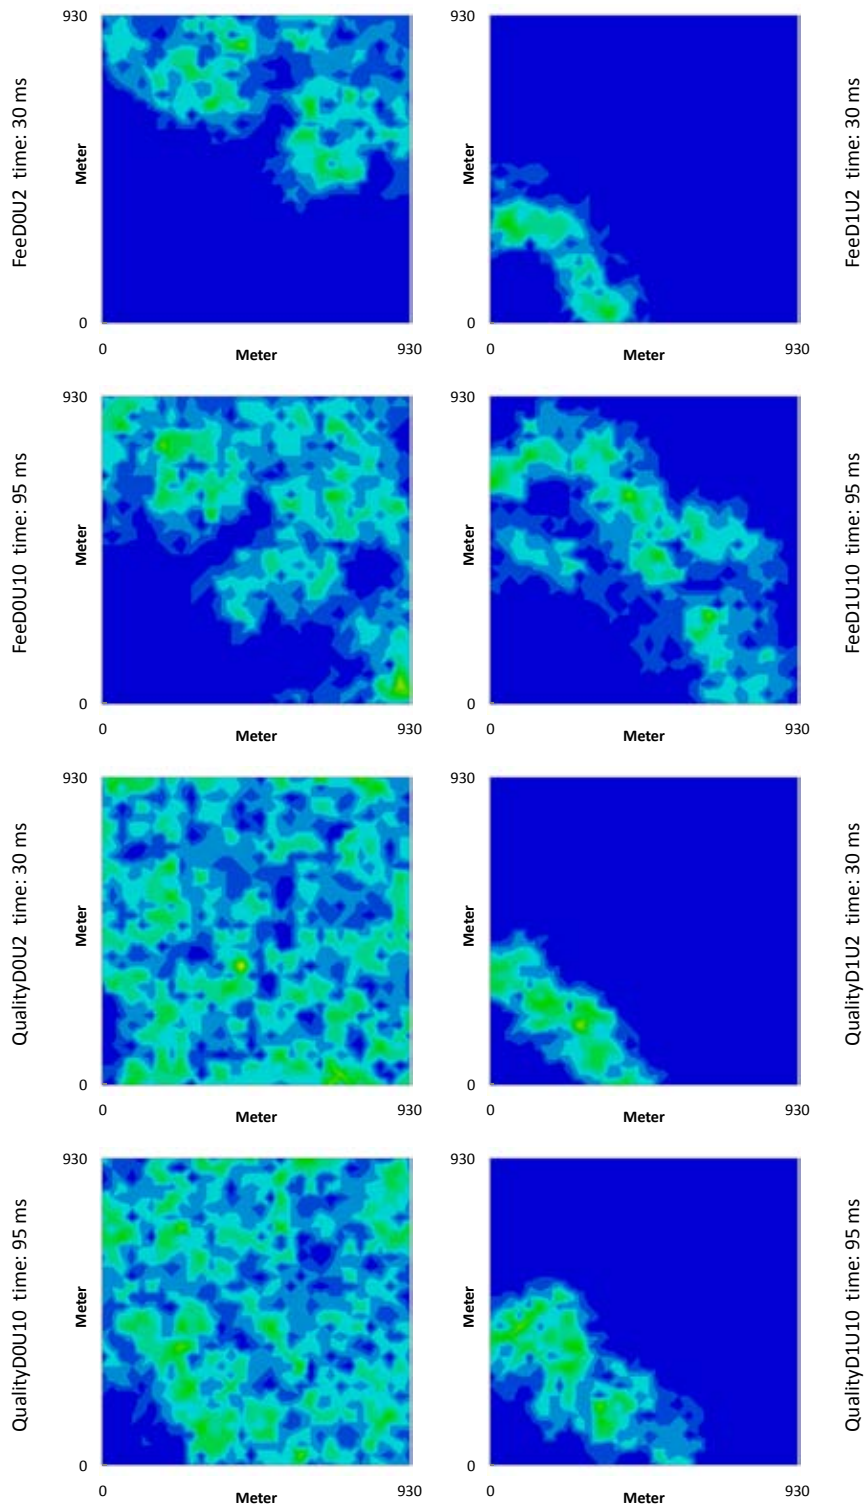 FeeD0U2 time: 30 ms
930
Meter
0
0
Meter
930
930
Meter
0
0
Meter
930
FeeD1U2 time: 30 ms
FeeD0U10 time: 95 ms
930
Meter
0
0
Meter
930
930
Meter
0
0
Meter
930
FeeD1U10 time: 95 ms
QualityD0U2 time: 30 ms
930
Meter
0
0
Meter
930
930
Meter
0
0
Meter
930
QualityD1U2 time: 30 ms
QualityD0U10 time: 95 ms
930
Meter
0
0
Meter
930
930
Meter
0
0
Meter
930
QualityD1U10 time: 95 ms